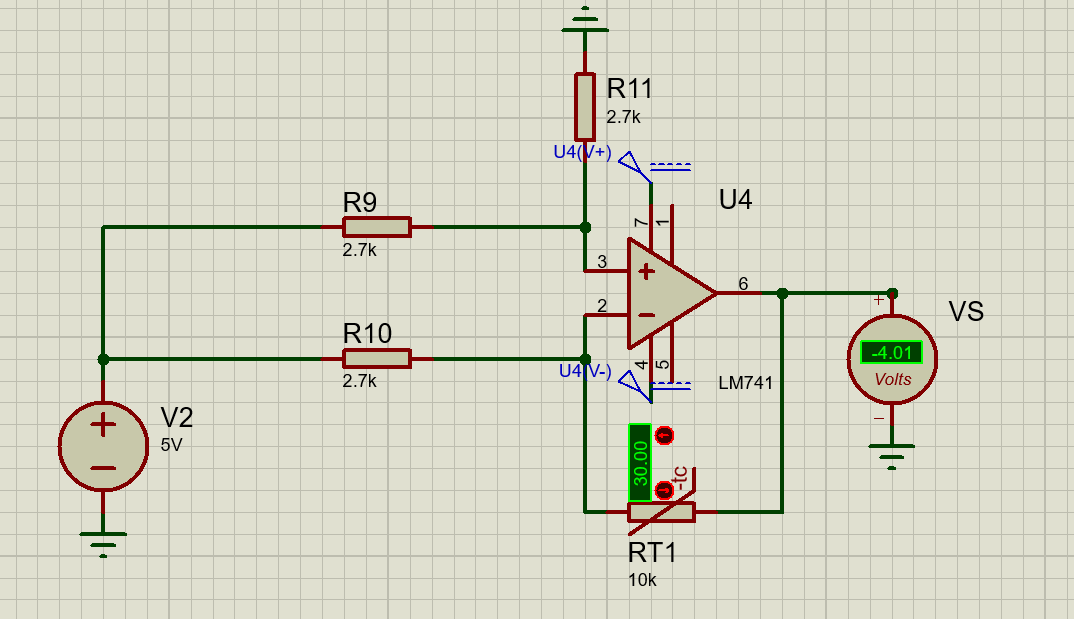 R11
2.7k
U4(V+)
U4
R9
2.7k
7
1
3
+
6
2
−
+
VS
-4.01
Volts
−
R10
2.7k
U4(V-)
4
5
LM741
V2
5V
+
−
30.00
-tc
RT1
10k